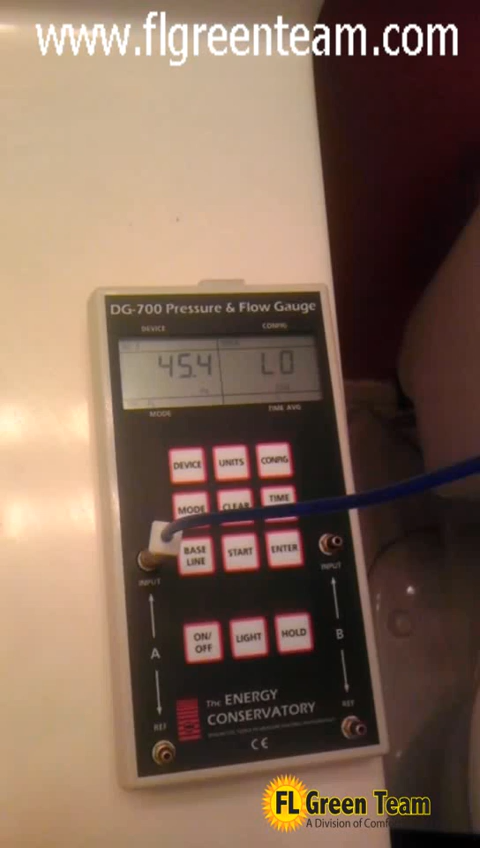 www.flgreenteam.com
DG-700 Pressure & Flow Gauge
DEVICE CONFIG
45.4 LO
MODE TIME AVG
DEVICE UNITS CONFIG
MODE CLEAR TIME
BASE LINE START ENTER
INPUT INPUT
ON/OFF LIGHT HOLD
A B
The ENERGY
CONSERVATORY
REF REF
CE
FL Green Team
A Division of